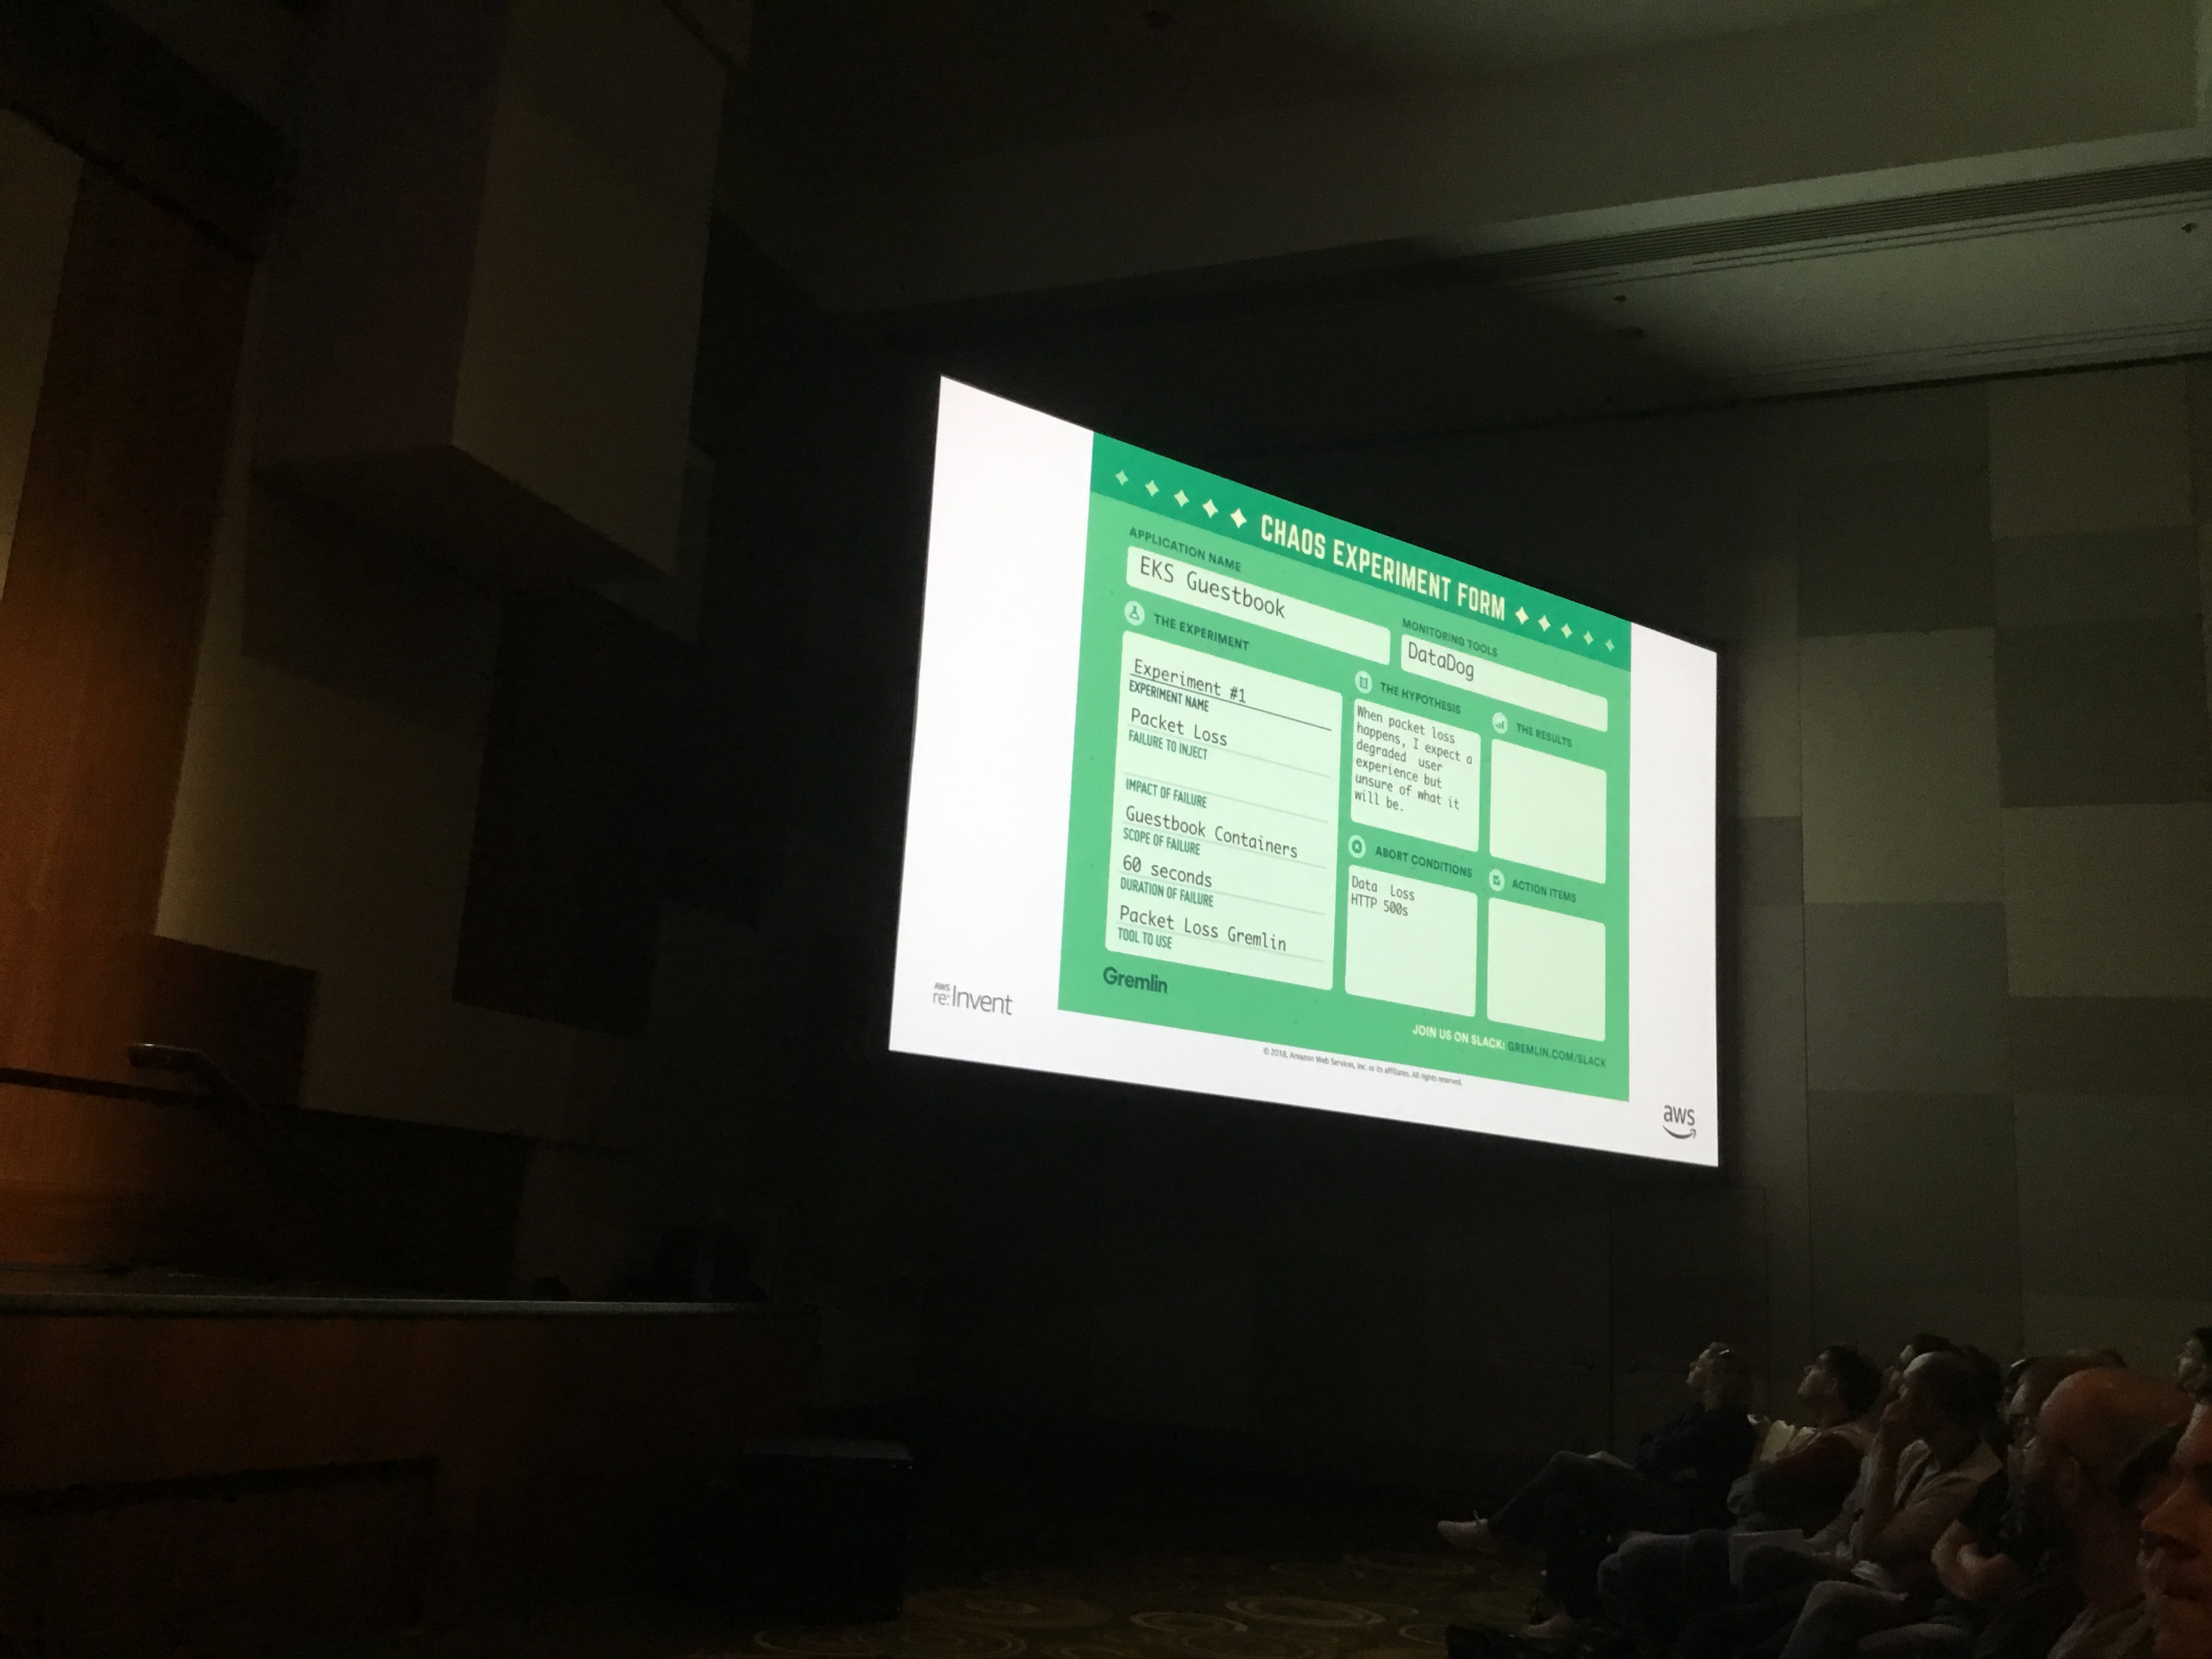 CHAOS EXPERIMENT FORM
APPLICATION NAME
EKS Guestbook
MONITORING TOOLS
DataDog
THE EXPERIMENT
Experiment #1
EXPERIMENT NAME
Packet Loss
FAILURE TO INJECT
IMPACT OF FAILURE
Guestbook Containers
SCOPE OF FAILURE
60 seconds
DURATION OF FAILURE
Packet Loss Gremlin
TOOL TO USE
THE HYPOTHESIS
When packet loss
happens, I expect a
degraded user
experience but
unsure of what it
will be.
THE RESULTS
ABORT CONDITIONS
Data Loss
HTTP 500s
ACTION ITEMS
Gremlin
JOIN US ON SLACK: GREMLIN.COM/SLACK
AWS
re:Invent
© 2018, Amazon Web Services, Inc. or its affiliates. All rights reserved.
aws